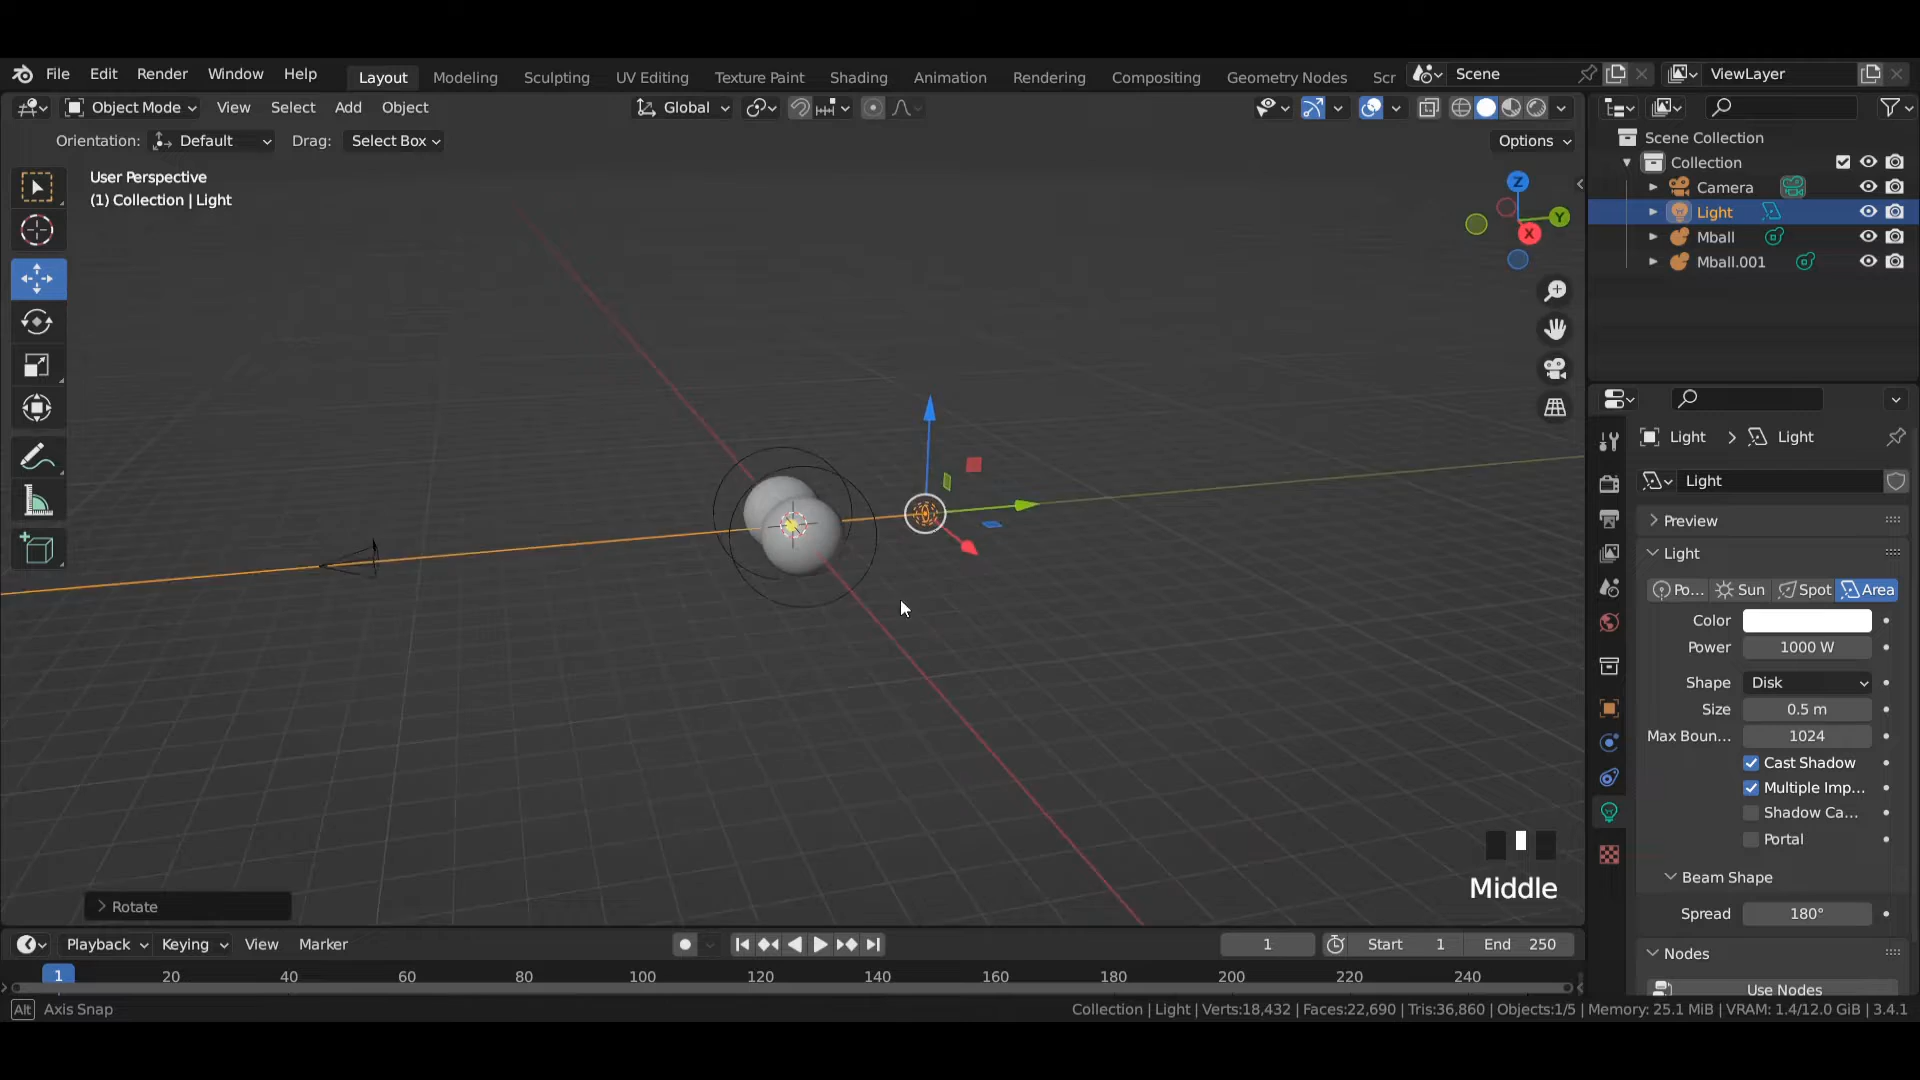 File Edit Render Window Help Layout Modeling Sculpting UV Editing Texture Paint Shading Animation Rendering Compositing Geometry Nodes Scr Scene ViewLayer
Object Mode View Select Add Object Global
Orientation: Default Drag: Select Box Options
User Perspective
(1) Collection | Light
Z
Y
X
Scene Collection
Collection
Camera
Light
Mball
Mball.001
Light > Light
Light
Preview
Light
Po... Sun Spot Area
Color
Power 1000 W
Shape Disk
Size 0.5 m
Max Boun... 1024
Cast Shadow
Multiple Imp...
Shadow Ca...
Portal
Beam Shape
Spread 180°
Nodes
Use Nodes
Middle
Rotate
Playback Keying View Marker 1 Start 1 End 250
1 20 40 60 80 100 120 140 160 180 200 220 240
Alt Axis Snap Collection | Light | Verts:18,432 | Faces:22,690 | Tris:36,860 | Objects:1/5 | Memory: 25.1 MiB | VRAM: 1.4/12.0 GiB | 3.4.1